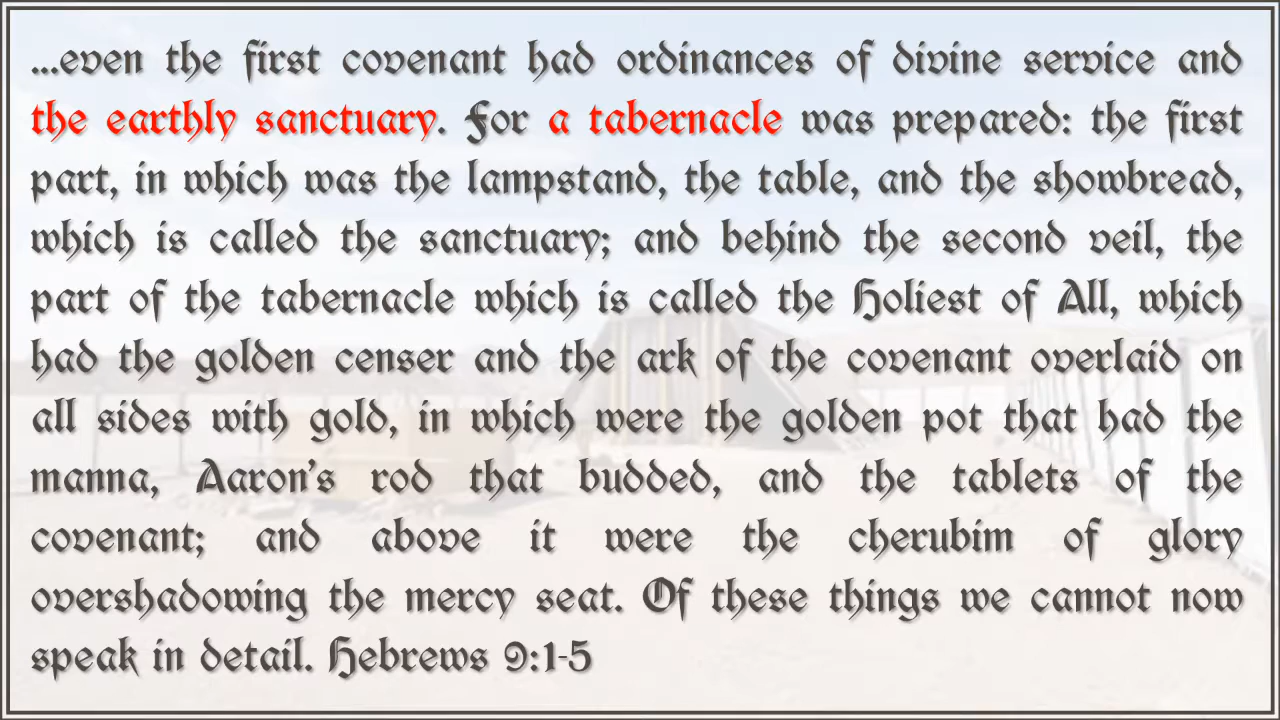 ...even the first covenant had ordinances of divine service and
the earthly sanctuary. For a tabernacle was prepared: the first
part, in which was the lampstand, the table, and the showbread,
which is called the sanctuary; and behind the second veil, the
part of the tabernacle which is called the Holiest of All, which
had the golden censer and the ark of the covenant overlaid on
all sides with gold, in which were the golden pot that had the
manna, Aaron’s rod that budded, and the tablets of the
covenant; and above it were the cherubim of glory
overshadowing the mercy seat. Of these things we cannot now
speak in detail. Hebrews 9:1-5